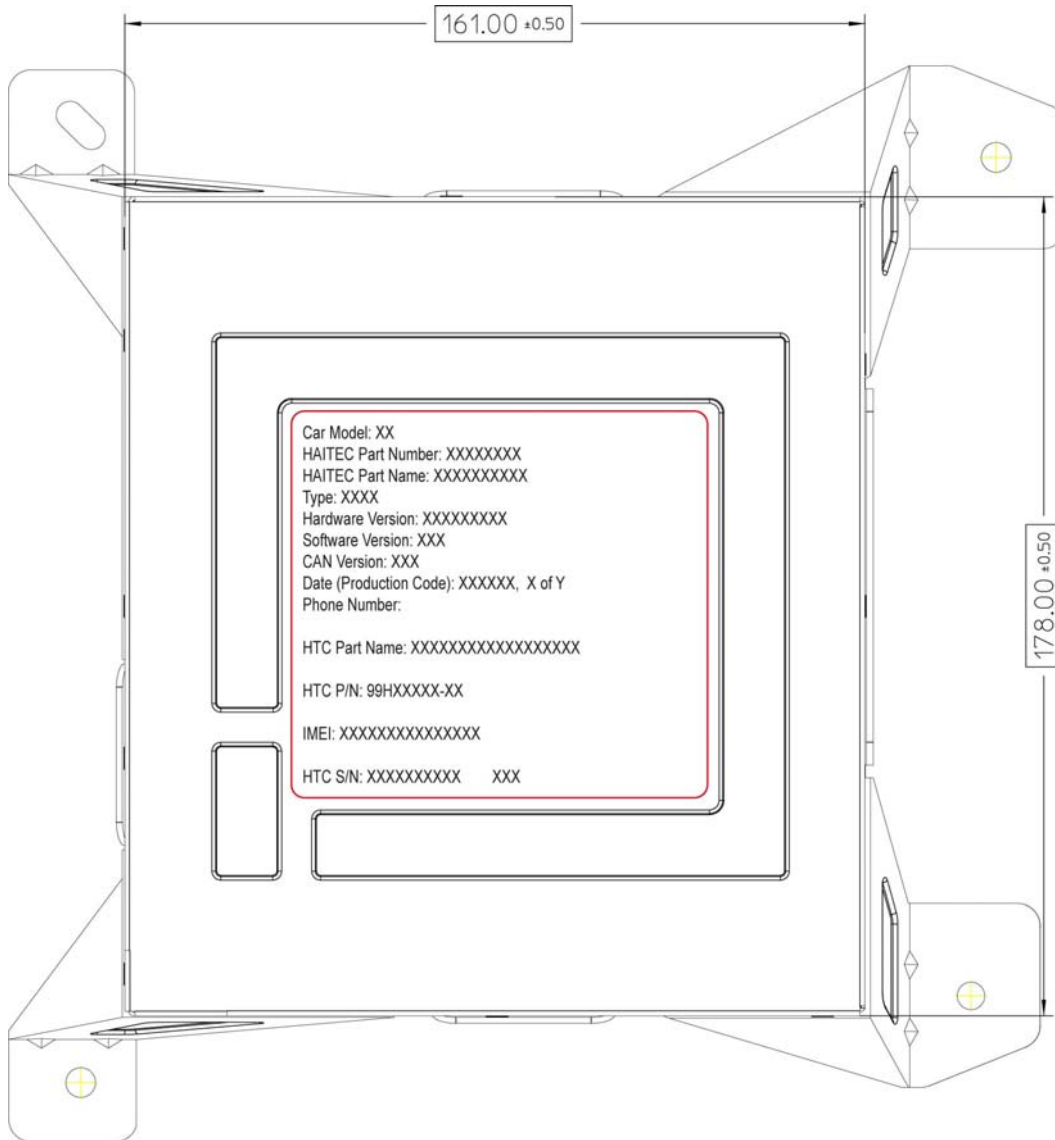 161.00 ±0.50
Car Model: XX
HAITEC Part Number: XXXXXXXX
HAITEC Part Name: XXXXXXXXXX
Type: XXXX
Hardware Version: XXXXXXXXX
Software Version: XXX
CAN Version: XXX
Date (Production Code): XXXXXX, X of Y
Phone Number:
HTC Part Name: XXXXXXXXXXXXXXXXXX
HTC P/N: 99HXXXXX-XX
IMEI: XXXXXXXXXXXXXXX
HTC S/N: XXXXXXXXXX XXX
178.00 ±0.50